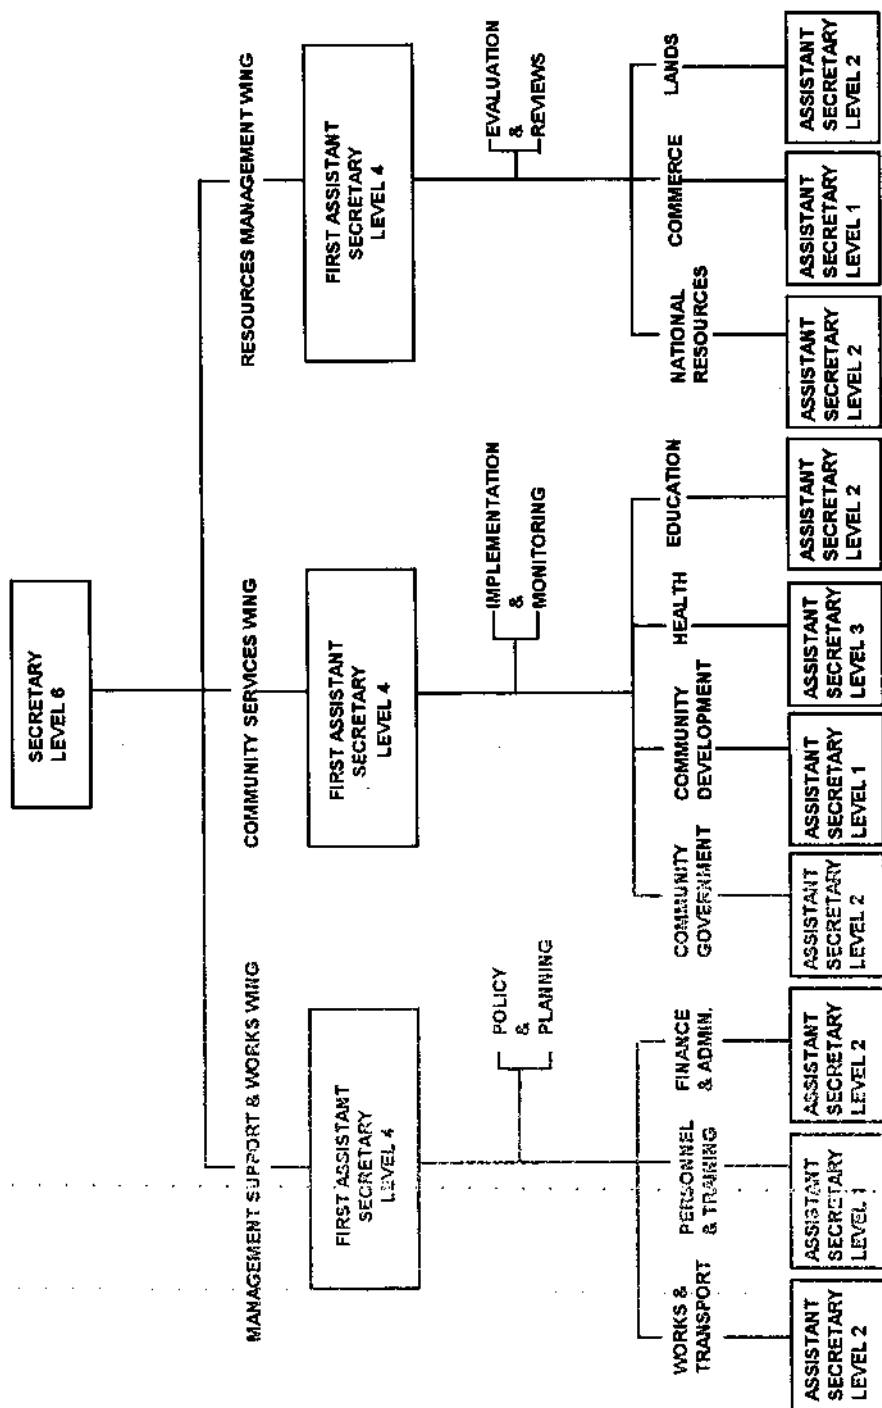 SECRETARY
LEVEL 6
MANAGEMENT SUPPORT & WORKS WING
COMMUNITY SERVICES WING
RESOURCES MANAGEMENT WING
FIRST ASSISTANT
SECRETARY
LEVEL 4
FIRST ASSISTANT
SECRETARY
LEVEL 4
FIRST ASSISTANT
SECRETARY
LEVEL 4
POLICY
&
PLANNING
IMPLEMENTATION
&
MONITORING
EVALUATION
&
REVIEWS
WORKS &
TRANSPORT
PERSONNEL
& TRAINING
FINANCE
& ADMIN.
COMMUNITY
GOVERNMENT
COMMUNITY
DEVELOPMENT
HEALTH
EDUCATION
NATIONAL
RESOURCES
COMMERCE
LANDS
ASSISTANT
SECRETARY
LEVEL 2
ASSISTANT
SECRETARY
LEVEL 1
ASSISTANT
SECRETARY
LEVEL 2
ASSISTANT
SECRETARY
LEVEL 2
ASSISTANT
SECRETARY
LEVEL 1
ASSISTANT
SECRETARY
LEVEL 3
ASSISTANT
SECRETARY
LEVEL 2
ASSISTANT
SECRETARY
LEVEL 2
ASSISTANT
SECRETARY
LEVEL 1
ASSISTANT
SECRETARY
LEVEL 2